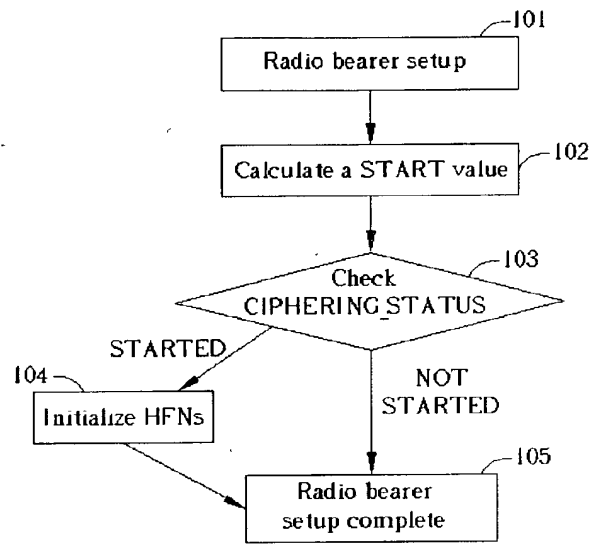 101
Radio bearer setup
102
Calculate a START value
103
Check
CIPHERING_STATUS
STARTED
NOT
STARTED
104
Initialize HFNs
105
Radio bearer
setup complete